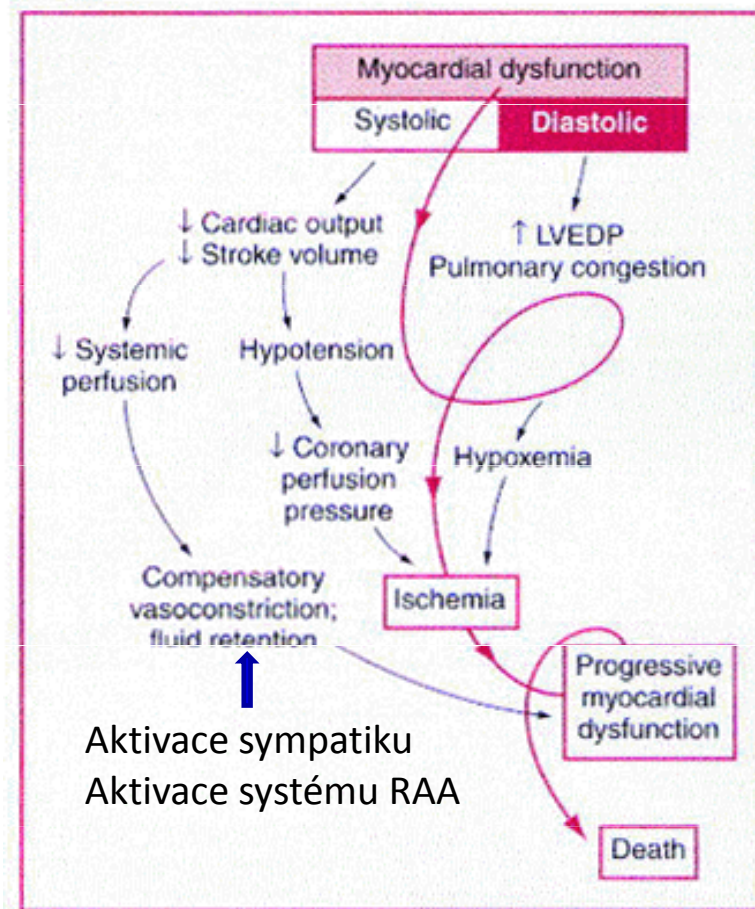 Myocardial dysfunction
Systolic
Diastolic
↓ Cardiac output
↓ Stroke volume
↑ LVEDP
Pulmonary congestion
↓ Systemic
perfusion
Hypotension
↓ Coronary
perfusion
pressure
Hypoxemia
Compensatory
vasoconstriction;
fluid retention
Ischemia
Progressive
myocardial
dysfunction
Aktivace sympatiku
Aktivace systému RAA
Death